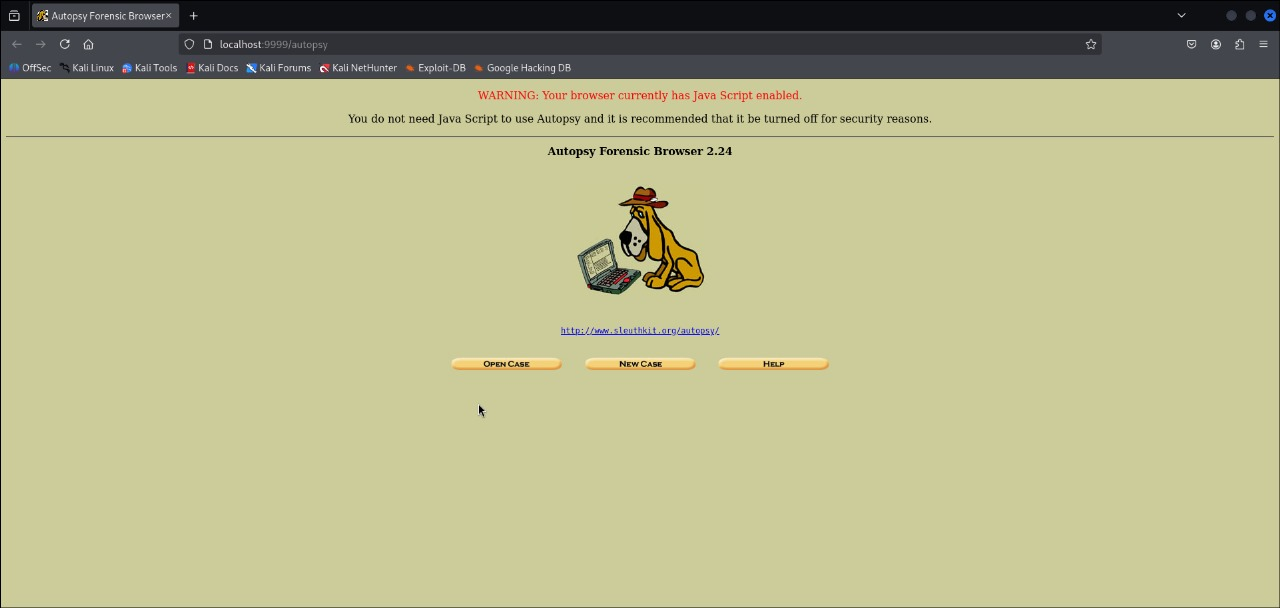 Autopsy Forensic Browser
localhost:9999/autopsy
OffSec Kali Linux Kali Tools Kali Docs Kali Forums Kali NetHunter Exploit-DB Google Hacking DB
WARNING: Your browser currently has Java Script enabled.
You do not need Java Script to use Autopsy and it is recommended that it be turned off for security reasons.
Autopsy Forensic Browser 2.24
http://www.sleuthkit.org/autopsy/
OPEN CASE NEW CASE HELP